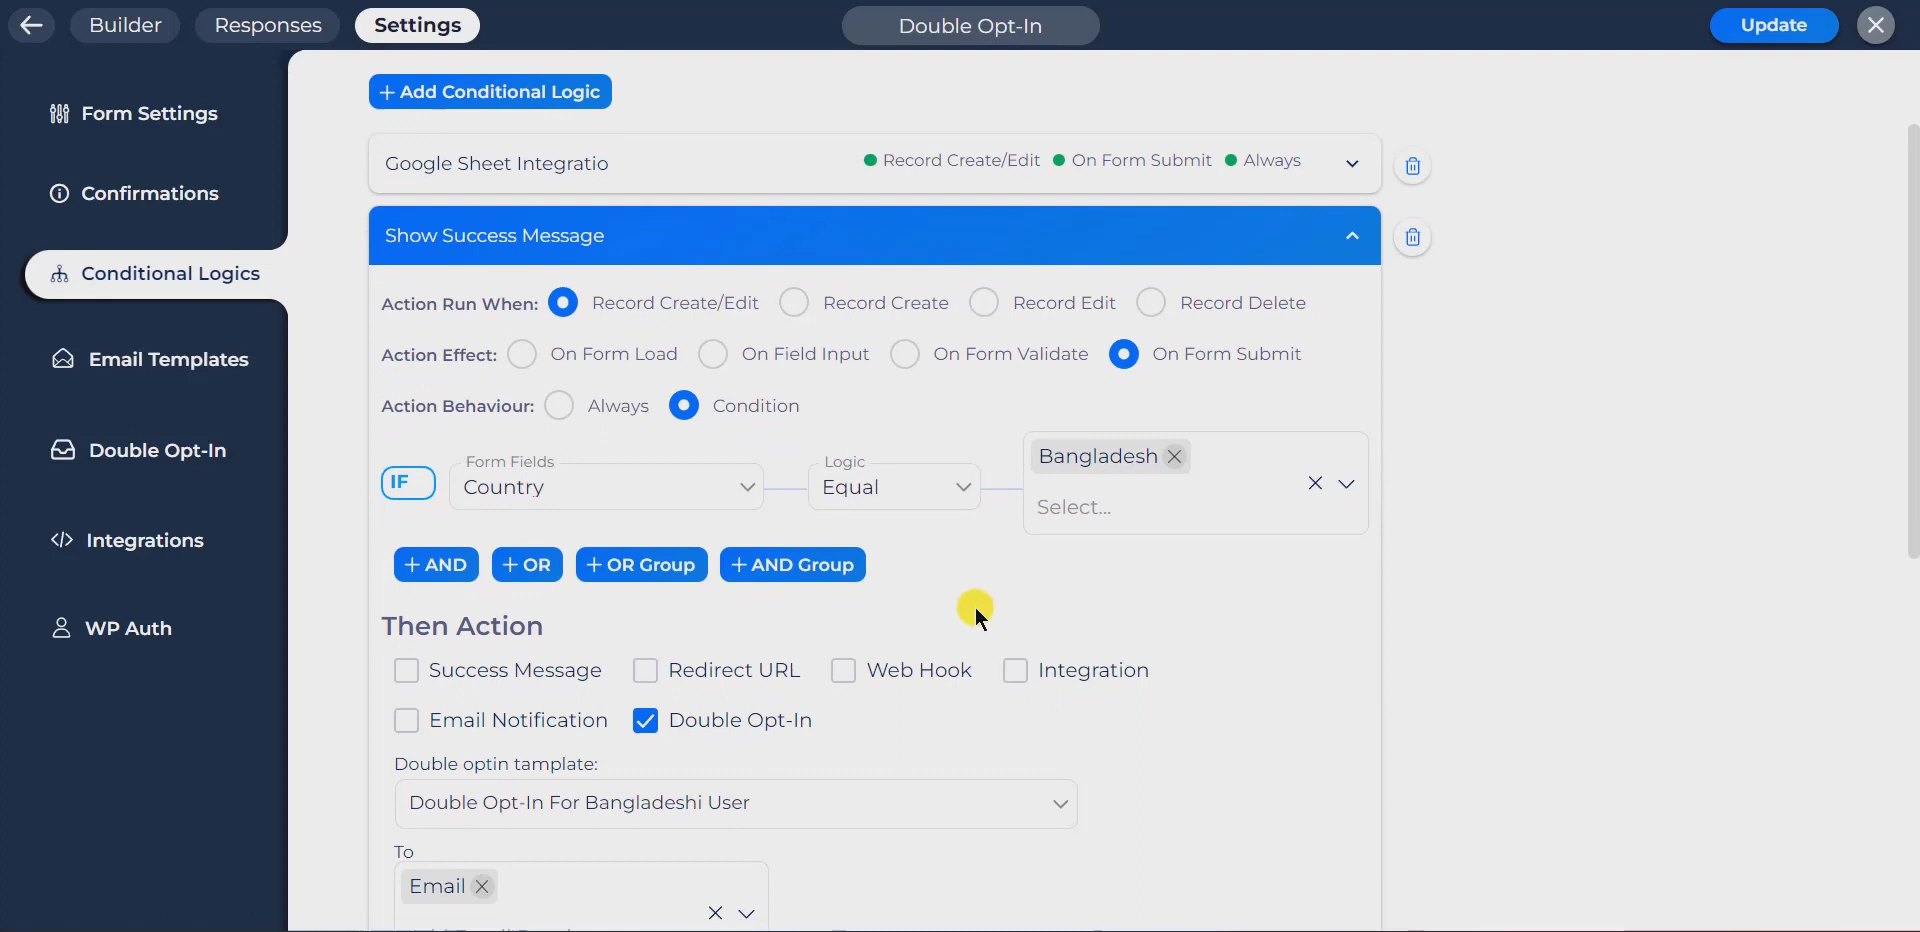 Builder Responses Settings Double Opt-In Update
Form Settings
Confirmations
Conditional Logics
Email Templates
Double Opt-In
Integrations
WP Auth
+ Add Conditional Logic
Google Sheet Integratio Record Create/Edit On Form Submit Always
Show Success Message
Action Run When: Record Create/Edit Record Create Record Edit Record Delete
Action Effect: On Form Load On Field Input On Form Validate On Form Submit
Action Behaviour: Always Condition
Form Fields Logic
IF Country Equal Bangladesh
Select...
+ AND + OR + OR Group + AND Group
Then Action
Success Message Redirect URL Web Hook Integration
Email Notification Double Opt-In
Double optin tamplate:
Double Opt-In For Bangladeshi User
To
Email